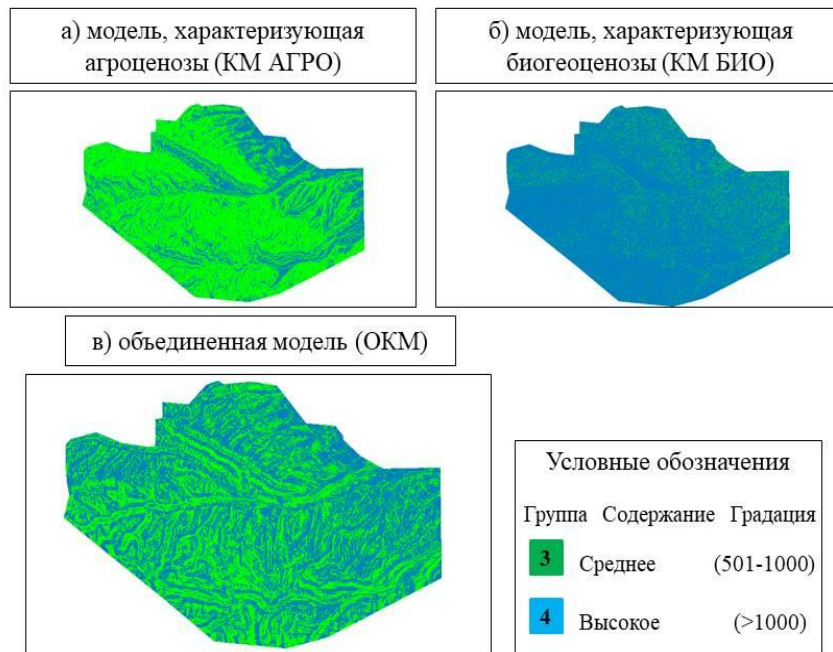 а) модель, характеризующая
агроценозы (КМ АГРО)
б) модель, характеризующая
биогеоценозы (КМ БИО)
в) объединенная модель (ОКМ)
Условные обозначения
Группа Содержание Градация
3 Среднее (501-1000)
4 Высокое (>1000)